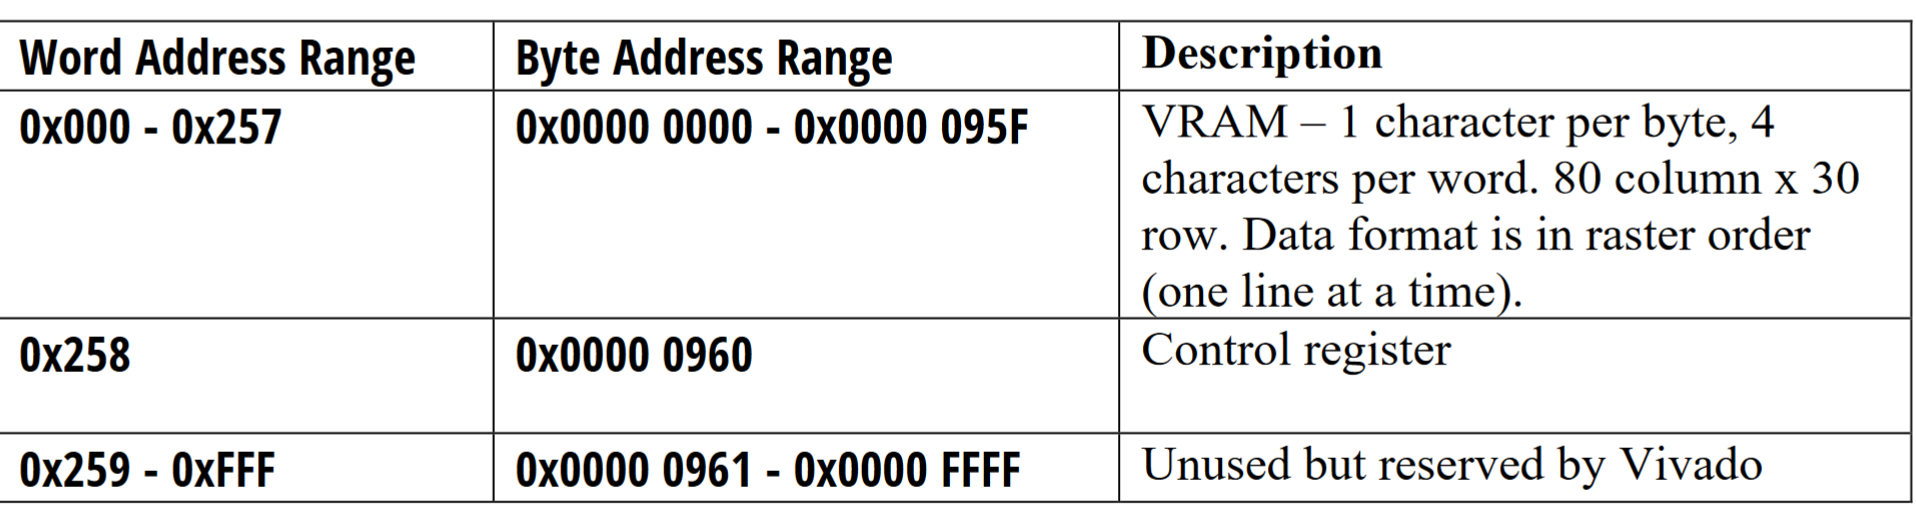 Word Address Range Byte Address Range Description
0x000 - 0x257 0x0000 0000 - 0x0000 095F VRAM – 1 character per byte, 4
characters per word. 80 column x 30
row. Data format is in raster order
(one line at a time).
0x258 0x0000 0960 Control register
0x259 - 0xFFF 0x0000 0961 - 0x0000 FFFF Unused but reserved by Vivado